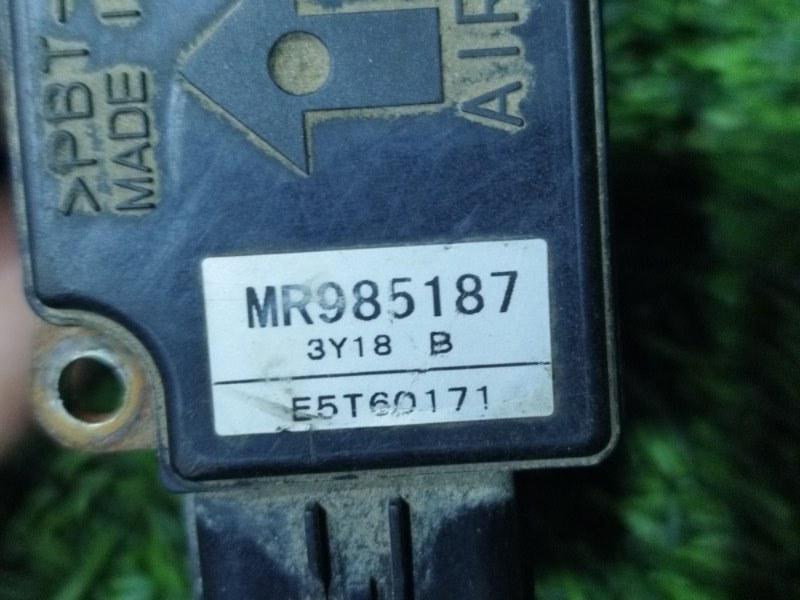 >PBT-
MADE
AIR
MR985187
3Y18 B
E5T60171